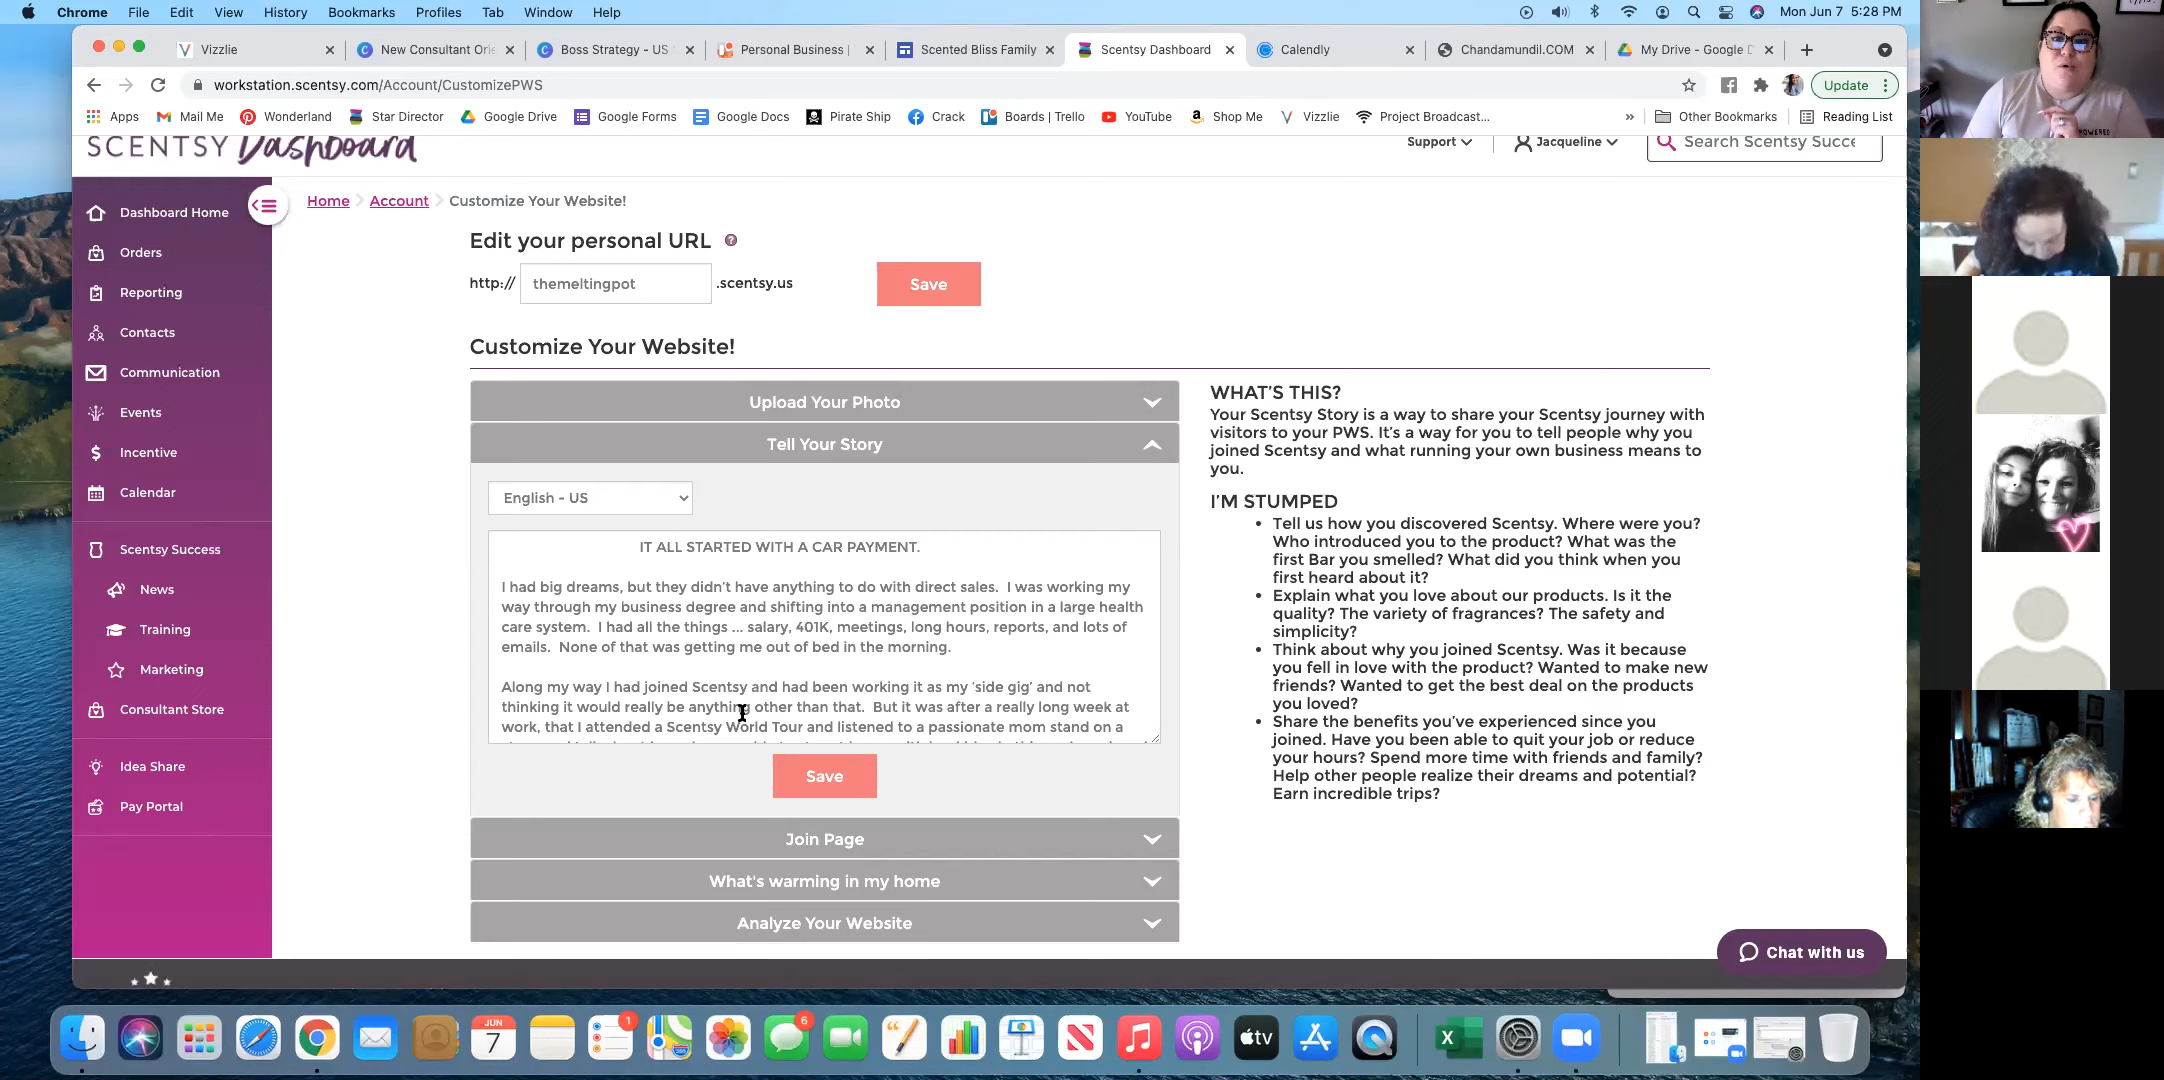 Chrome File Edit View History Bookmarks Profiles Tab Window Help Mon Jun 7 5:28 PM
Vizzlie New Consultant Orie Boss Strategy - US Personal Business | Scented Bliss Family Scentsy Dashboard Calendly Chandamundil.COM My Drive - Google D
workstation.scentsy.com/Account/CustomizePWS Update
Apps Mail Me Wonderland Star Director Google Drive Google Forms Google Docs Pirate Ship Crack Boards | Trello YouTube Shop Me Vizzlie Project Broadcast... » Other Bookmarks Reading List
SCENTSY Dashboard Support Jacqueline Search Scentsy Succe
Dashboard Home
Orders
Reporting
Contacts
Communication
Events
Incentive
Calendar
Scentsy Success
News
Training
Marketing
Consultant Store
Idea Share
Pay Portal
Home Account Customize Your Website!
Edit your personal URL ?
http:// themeltingpot .scentsy.us Save
Customize Your Website!
Upload Your Photo
Tell Your Story
English - US
IT ALL STARTED WITH A CAR PAYMENT.
I had big dreams, but they didn't have anything to do with direct sales. I was working my
way through my business degree and shifting into a management position in a large health
care system. I had all the things ... salary, 401K, meetings, long hours, reports, and lots of
emails. None of that was getting me out of bed in the morning.
Along my way I had joined Scentsy and had been working it as my 'side gig' and not
thinking it would really be anything other than that. But it was after a really long week at
work, that I attended a Scentsy World Tour and listened to a passionate mom stand on a
Save
Join Page
What's warming in my home
Analyze Your Website
WHAT'S THIS?
Your Scentsy Story is a way to share your Scentsy journey with
visitors to your PWS. It's a way for you to tell people why you
joined Scentsy and what running your own business means to
you.
I'M STUMPED
• Tell us how you discovered Scentsy. Where were you?
Who introduced you to the product? What was the
first Bar you smelled? What did you think when you
first heard about it?
• Explain what you love about our products. Is it the
quality? The variety of fragrances? The safety and
simplicity?
• Think about why you joined Scentsy. Was it because
you fell in love with the product? Wanted to make new
friends? Wanted to get the best deal on the products
you loved?
• Share the benefits you've experienced since you
joined. Have you been able to quit your job or reduce
your hours? Spend more time with friends and family?
Help other people realize their dreams and potential?
Earn incredible trips?
Chat with us
JUN
7
1
6
tv